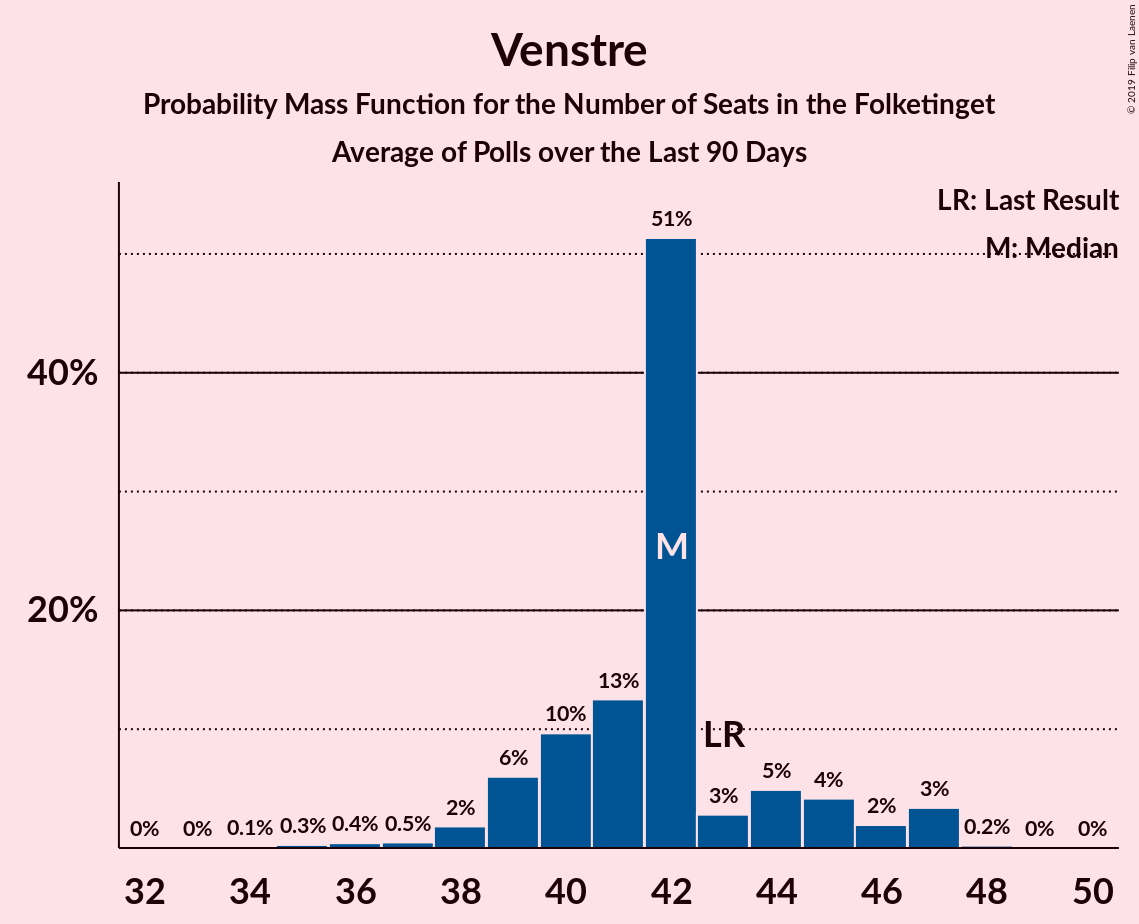 Venstre
Probability Mass Function for the Number of Seats in the Folketinget
Average of Polls over the Last 90 Days
© 2019 Filip van Laenen
LR: Last Result
M: Median
51%
40%
M
20%
13%
10%
LR
6%
5%
4%
3%
3%
2%
2%
0% 0% 0.1% 0.3% 0.4% 0.5% 0.2% 0% 0%
32 34 36 38 40 42 44 46 48 50